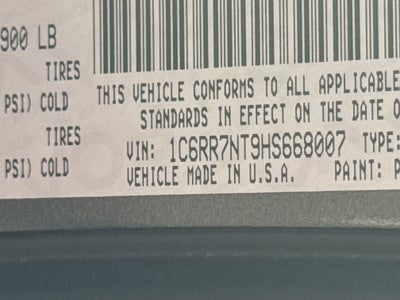 900 LB
TIRES
PSI) COLD
TIRES
PSI) COLD
THIS VEHICLE CONFORMS TO ALL APPLICABLE
STANDARDS IN EFFECT ON THE DATE O
VIN: 1C6RR7NT9HS668007 TYPE:
VEHICLE MADE IN U.S.A. PAINT: P